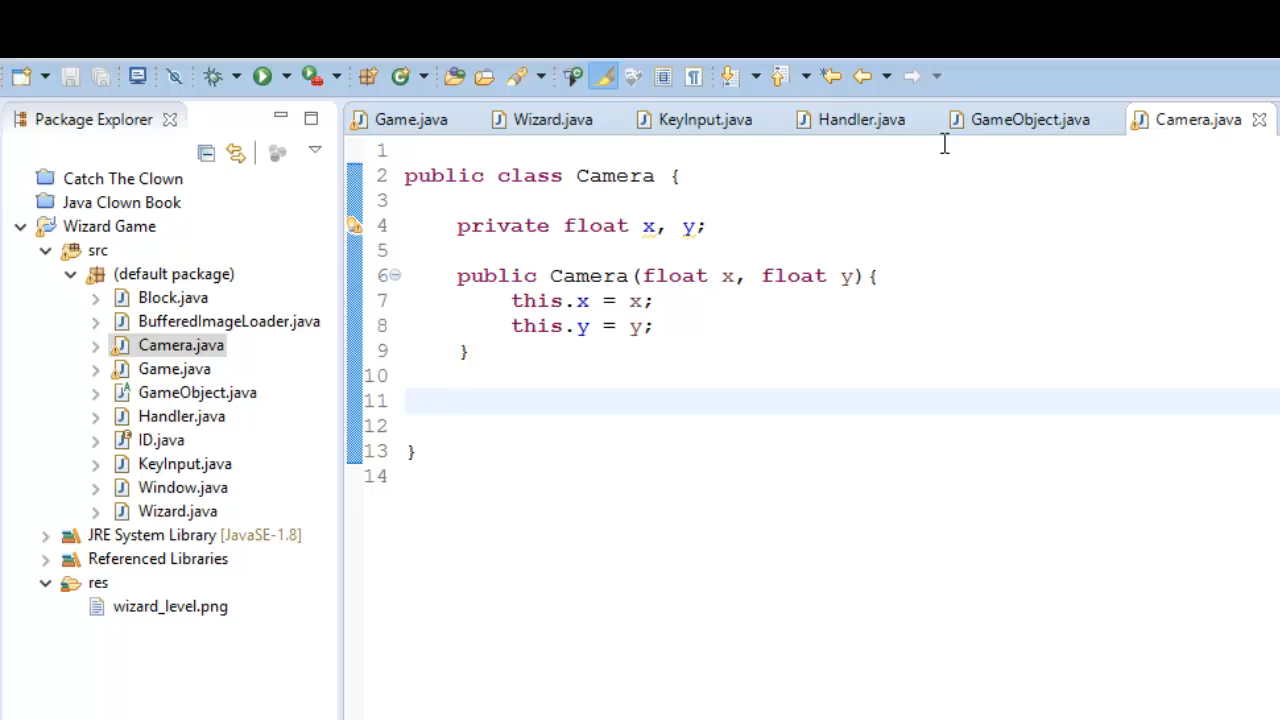 Package Explorer
Catch The Clown
Java Clown Book
Wizard Game
src
(default package)
Block.java
BufferedImageLoader.java
Camera.java
Game.java
GameObject.java
Handler.java
ID.java
KeyInput.java
Window.java
Wizard.java
JRE System Library [JavaSE-1.8]
Referenced Libraries
res
wizard_level.png
Game.java Wizard.java KeyInput.java Handler.java GameObject.java Camera.java
1
2 public class Camera {
3
4 private float x, y;
5
6 public Camera(float x, float y){
7 this.x = x;
8 this.y = y;
9 }
10
11
12
13 }
14